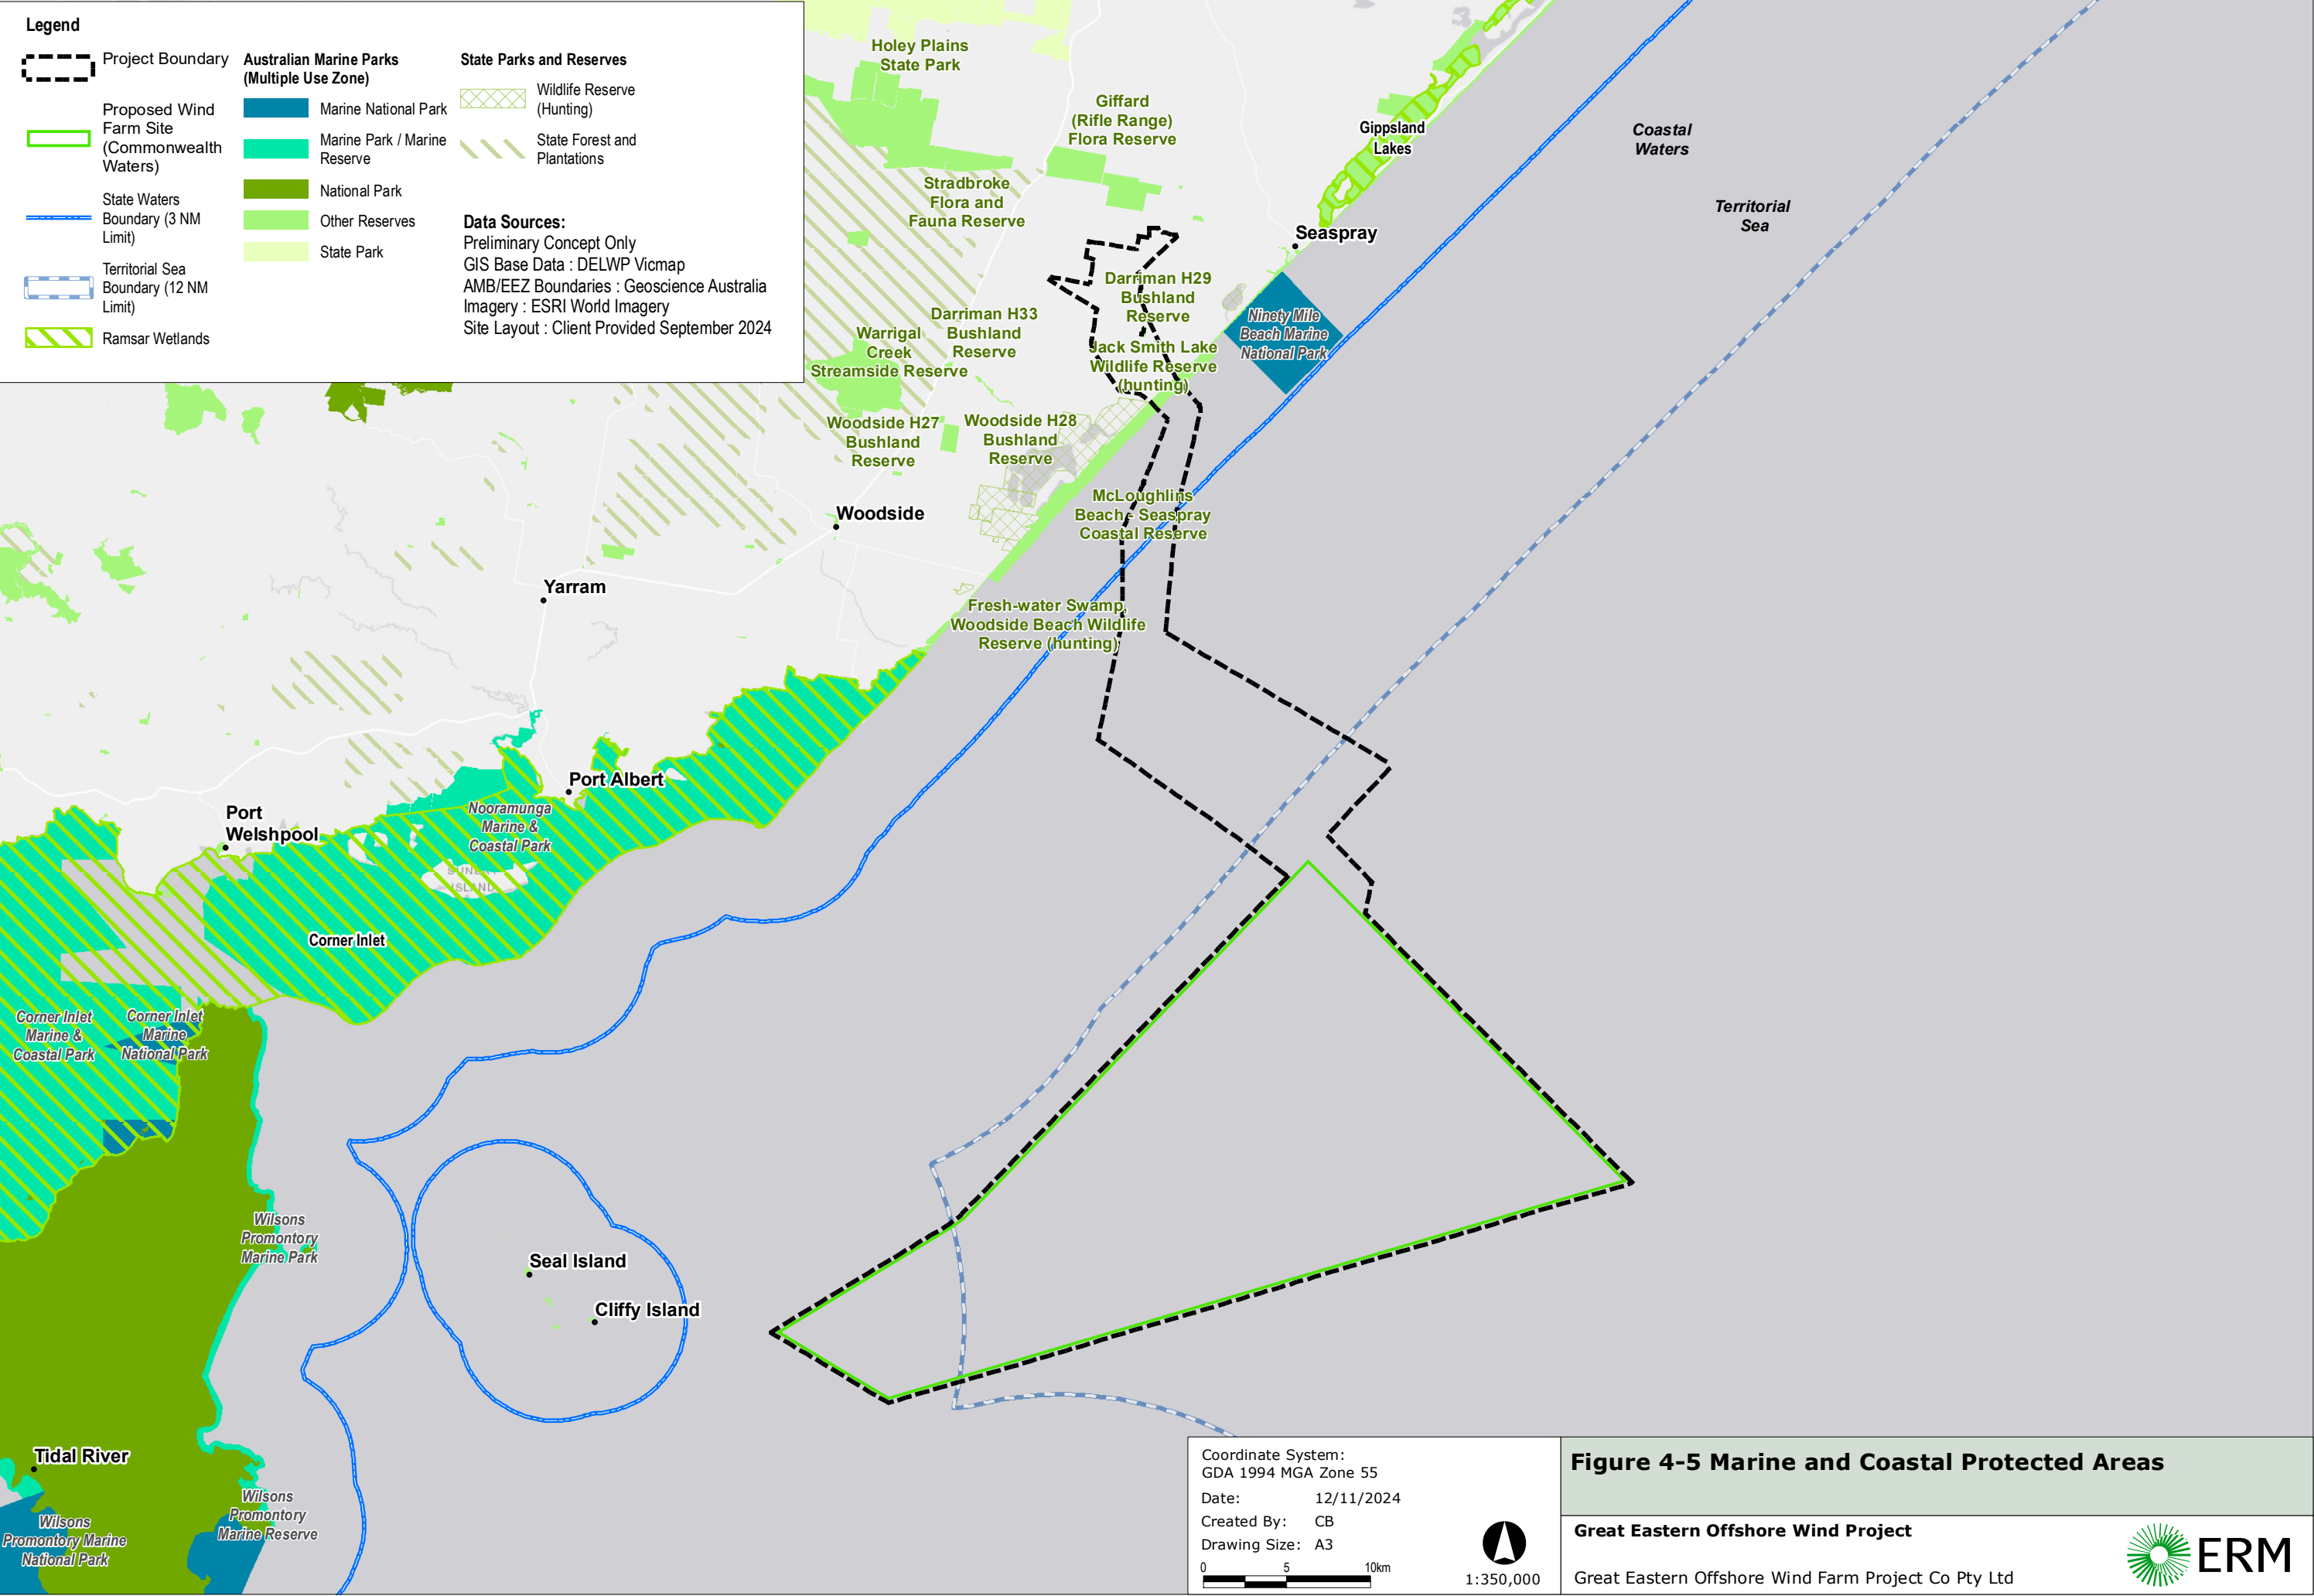 Legend
Project Boundary
Proposed Wind
Farm Site
(Commonwealth
Waters)
State Waters
Boundary (3 NM
Limit)
Territorial Sea
Boundary (12 NM
Limit)
Ramsar Wetlands
Australian Marine Parks
(Multiple Use Zone)
Marine National Park
Marine Park / Marine
Reserve
National Park
Other Reserves
State Park
State Parks and Reserves
Wildlife Reserve
(Hunting)
State Forest and
Plantations
Data Sources:
Preliminary Concept Only
GIS Base Data : DELWP Vicmap
AMB/EEZ Boundaries : Geoscience Australia
Imagery : ESRI World Imagery
Site Layout : Client Provided September 2024
Holey Plains
State Park
Giffard
(Rifle Range)
Flora Reserve
Gippsland
Lakes
Coastal
Waters
Territorial
Sea
Stradbroke
Flora and
Fauna Reserve
Seaspray
Darriman H29
Bushland
Reserve
Ninety Mile
Beach Marine
National Park
Darriman H33
Bushland
Reserve
Warrigal
Creek
Streamside Reserve
Jack Smith Lake
Wildlife Reserve
(hunting)
Woodside H27
Bushland
Reserve
Woodside H28
Bushland
Reserve
McLoughlins
Beach - Seaspray
Coastal Reserve
Woodside
Yarram
Fresh-water Swamp,
Woodside Beach Wildlife
Reserve (hunting)
Port Albert
Nooramunga
Marine &
Coastal Park
Port
Welshpool
ISLAND
Corner Inlet
Corner Inlet
Marine &
Coastal Park
Corner Inlet
Marine
National Park
Wilsons
Promontory
Marine Park
Seal Island
Cliffy Island
Tidal River
Wilsons
Promontory Marine
National Park
Wilsons
Promontory
Marine Reserve
Coordinate System:
GDA 1994 MGA Zone 55
Date: 12/11/2024
Created By: CB
Drawing Size: A3
0 5 10km
1:350,000
Figure 4-5 Marine and Coastal Protected Areas
Great Eastern Offshore Wind Project
Great Eastern Offshore Wind Farm Project Co Pty Ltd
ERM